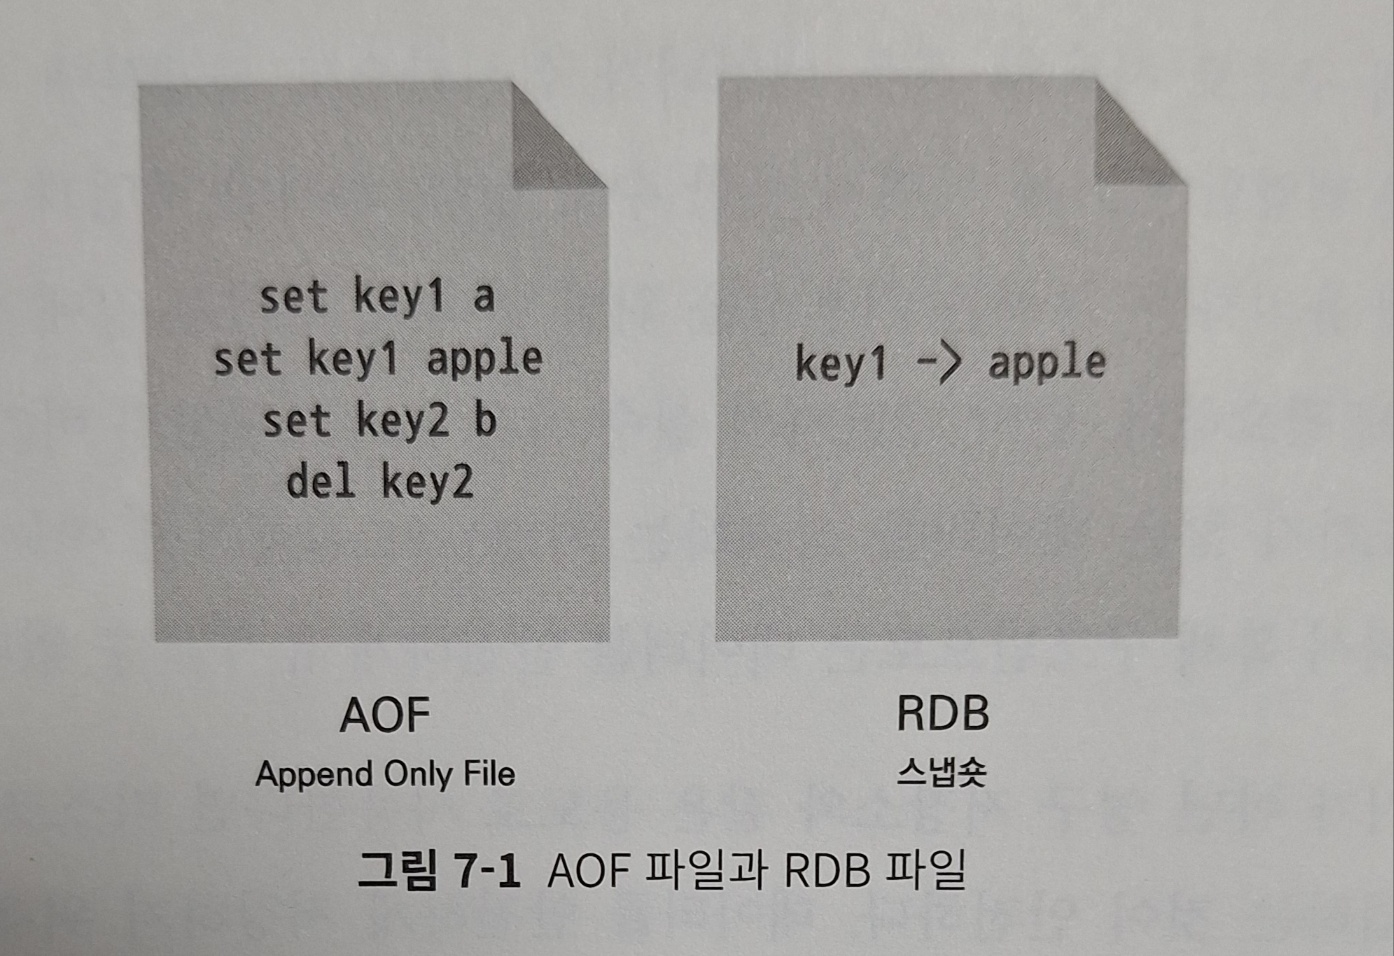 set key1 a
set key1 apple
set key2 b
del key2
key1 -> apple
AOF
Append Only File
RDB
스냅숏
그림 7-1 AOF 파일과 RDB 파일